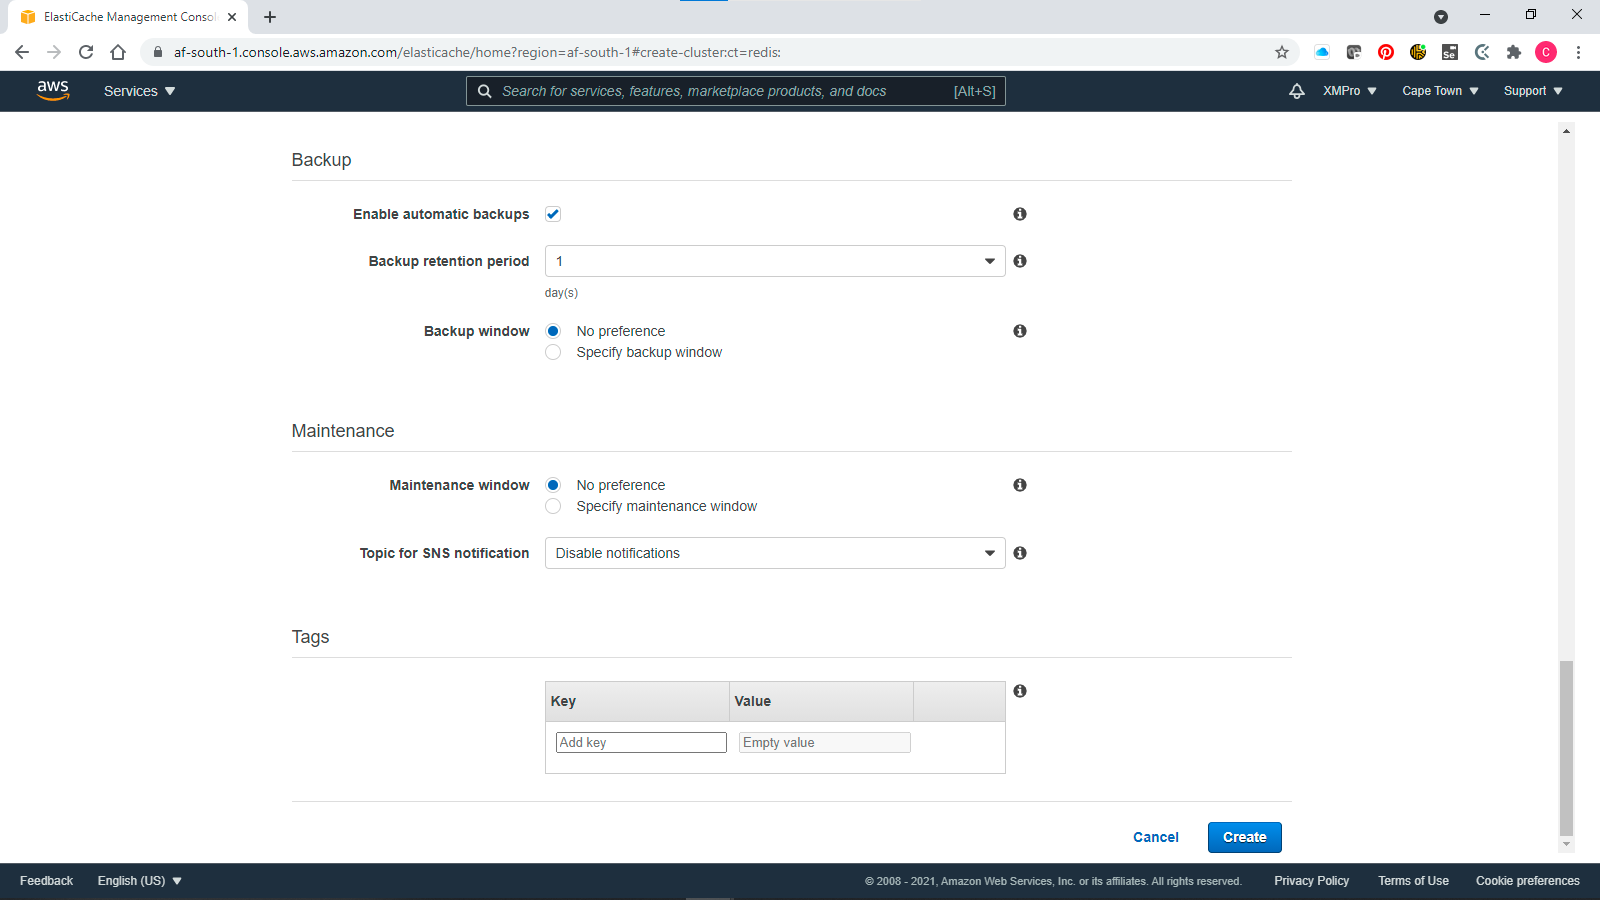 ElastiCache Management Consol
af-south-1.console.aws.amazon.com/elasticache/home?region=af-south-1#create-cluster:ct=redis:
Se
C
aws
Services
Search for services, features, marketplace products, and docs [Alt+S]
XMPro
Cape Town
Support
Backup
Enable automatic backups
Backup retention period
1
day(s)
Backup window
No preference
Specify backup window
Maintenance
Maintenance window
No preference
Specify maintenance window
Topic for SNS notification
Disable notifications
Tags
Key Value
Add key Empty value
Cancel Create
Feedback English (US) © 2008 - 2021, Amazon Web Services, Inc. or its affiliates. All rights reserved. Privacy Policy Terms of Use Cookie preferences